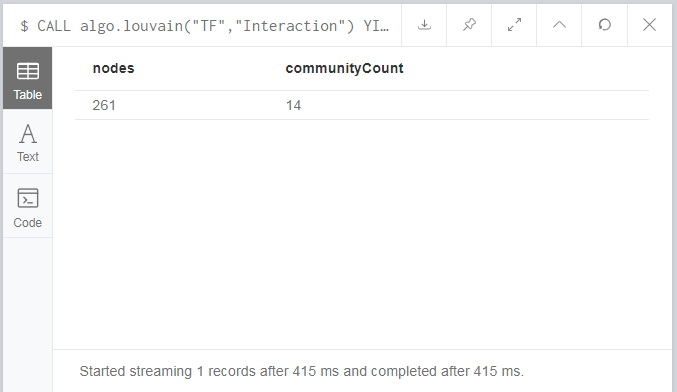 $ CALL algo.louvain("TF","Interaction") YI…
Table
Text
Code
nodes communityCount
261 14
Started streaming 1 records after 415 ms and completed after 415 ms.